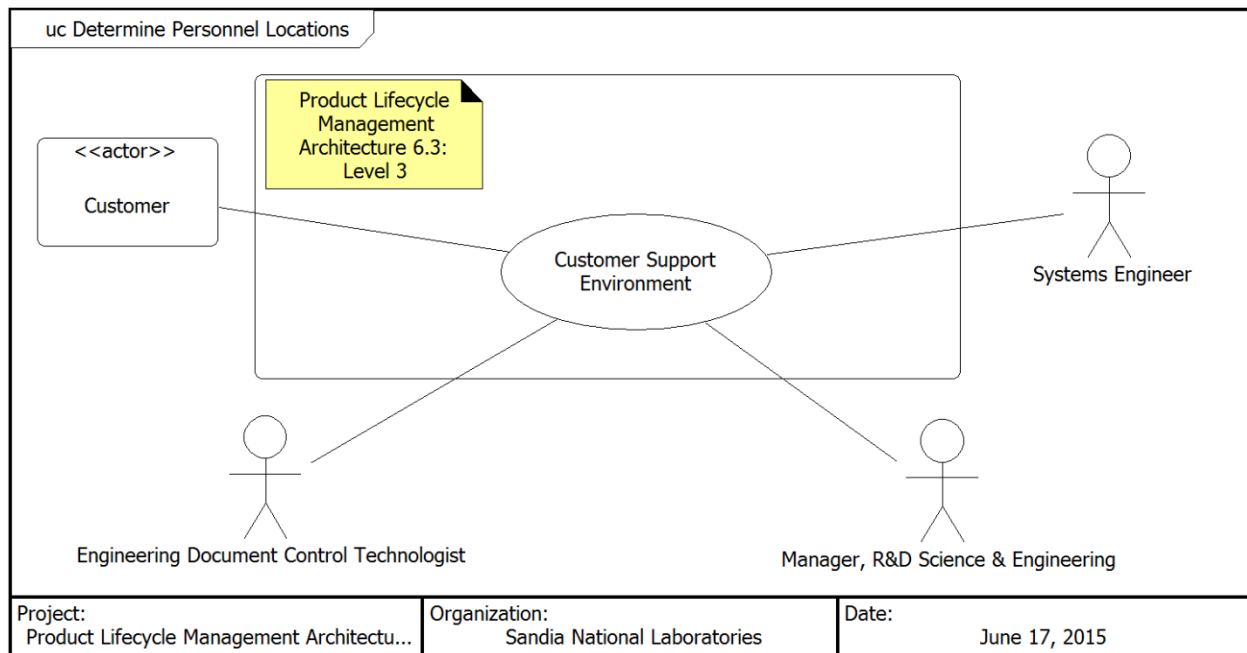 uc Determine Personnel Locations
Product Lifecycle
Management
Architecture 6.3:
Level 3
<<actor>>
Customer
Customer Support
Environment
Systems Engineer
Engineering Document Control Technologist
Manager, R&D Science & Engineering
Project:
Product Lifecycle Management Architectu...
Organization:
Sandia National Laboratories
Date:
June 17, 2015